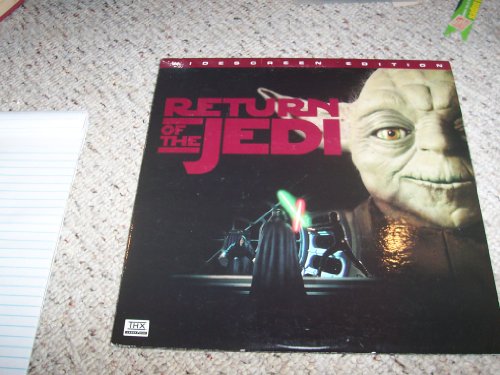 WIDESCREEN EDITION
RETURN
OF THE
JEDI
THX